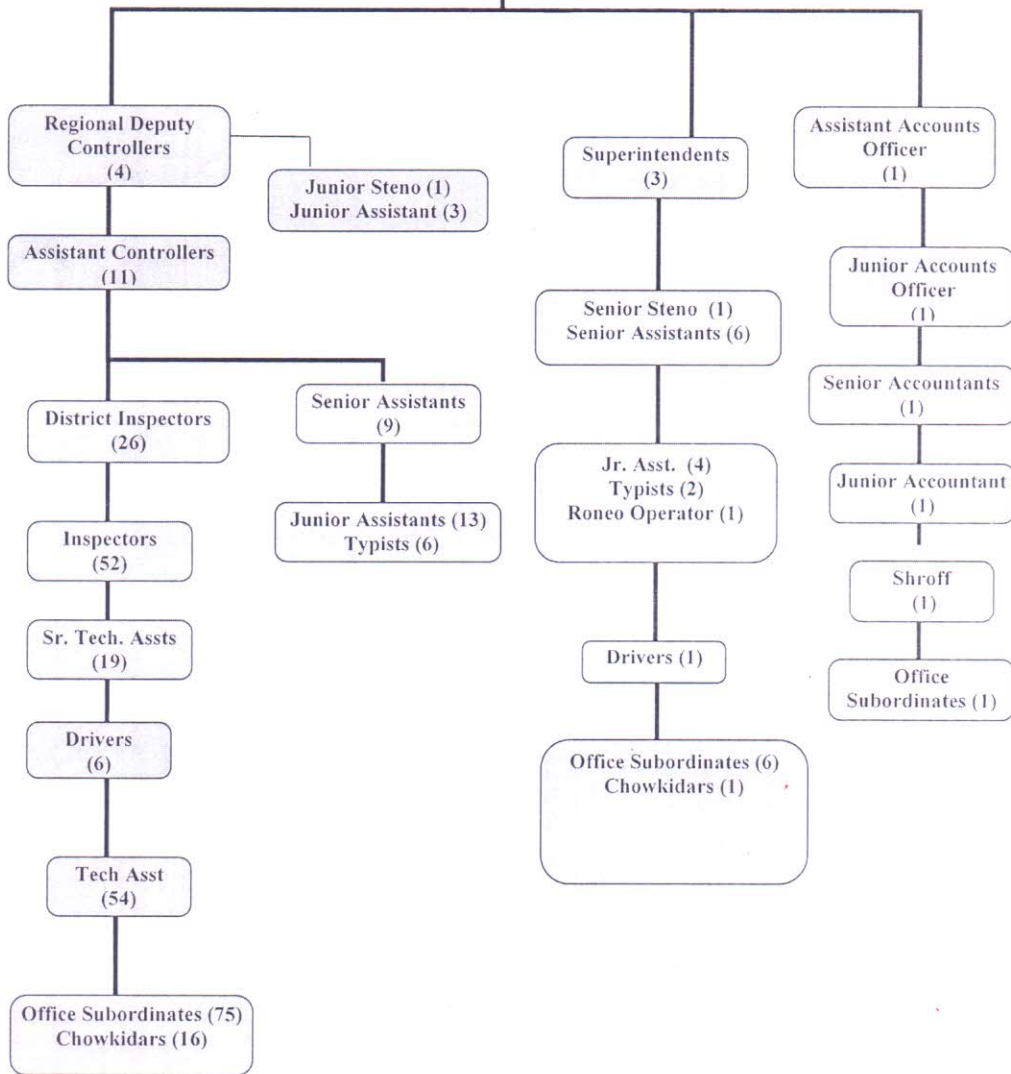 Regional Deputy
Controllers
(4)
Junior Steno (1)
Junior Assistant (3)
Assistant Controllers
(11)
District Inspectors
(26)
Senior Assistants
(9)
Junior Assistants (13)
Typists (6)
Inspectors
(52)
Sr. Tech. Assts
(19)
Drivers
(6)
Tech Asst
(54)
Office Subordinates (75)
Chowkidars (16)
Superintendents
(3)
Senior Steno (1)
Senior Assistants (6)
Jr. Asst. (4)
Typists (2)
Roneo Operator (1)
Drivers (1)
Office Subordinates (6)
Chowkidars (1)
Assistant Accounts
Officer
(1)
Junior Accounts
Officer
(1)
Senior Accountants
(1)
Junior Accountant
(1)
Shroff
(1)
Office
Subordinates (1)